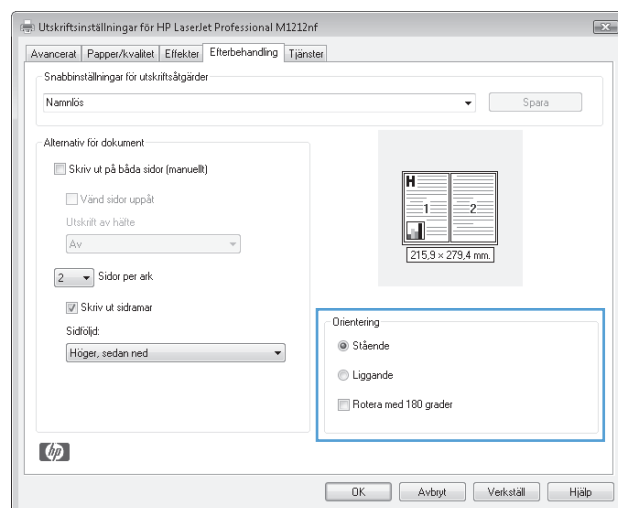 Utskriftsinställningar för HP LaserJet Professional M1212nf
Avancerat Papper/kvalitet Effekter Efterbehandling Tjänster
Snabbinställningar för utskriftsåtgärder
Namnlös
Spara
Alternativ för dokument
Skriv ut på båda sidor (manuellt)
Vänd sidor uppåt
Utskrift av hälte
Av
2 Sidor per ark
Skriv ut sidramar
Sidföljd:
Höger, sedan ned
H
1 2
215,9 × 279,4 mm.
Orientering
Stående
Liggande
Rotera med 180 grader
hp
OK Avbryt Verkställ Hjälp